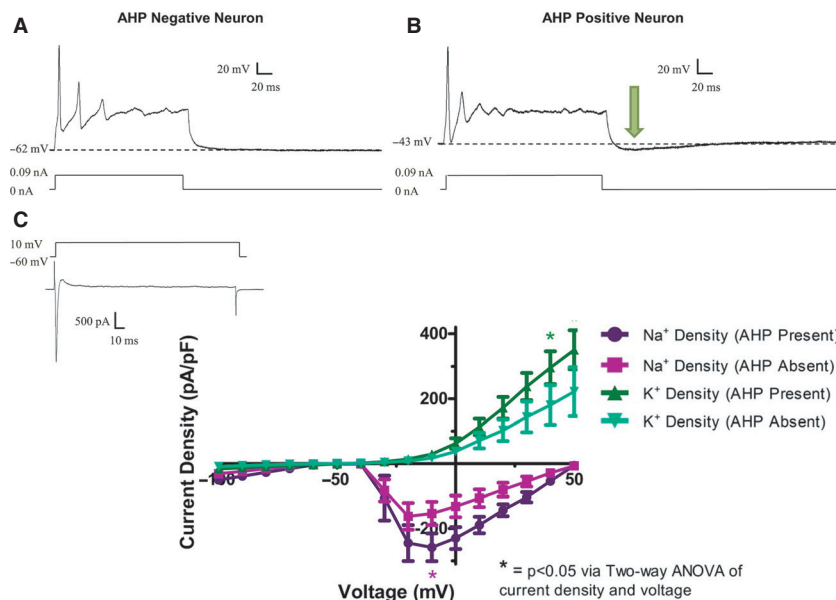 A
AHP Negative Neuron
20 mV
20 ms
−62 mV
0.09 nA
0 nA
B
AHP Positive Neuron
20 mV
20 ms
−43 mV
0.09 nA
0 nA
C
10 mV
−60 mV
500 pA
10 ms
Current Density (pA/pF)
400
200
-200
-50
50
*
*
Voltage (mV)
Na+ Density (AHP Present)
Na+ Density (AHP Absent)
K+ Density (AHP Present)
K+ Density (AHP Absent)
* = p<0.05 via Two-way ANOVA of
current density and voltage